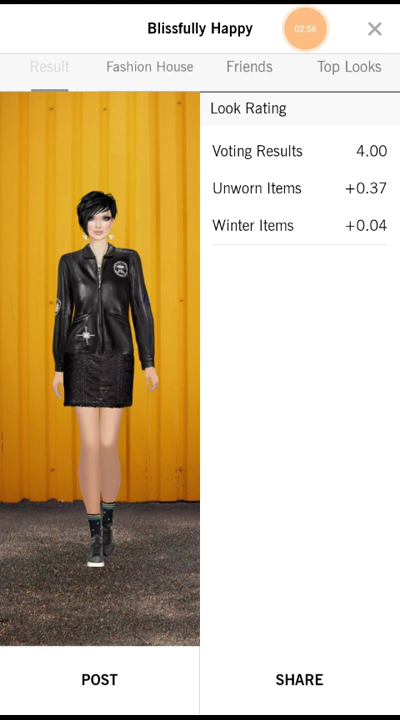 Blissfully Happy
02:56
Result
Fashion House
Friends
Top Looks
Look Rating
Voting Results 4.00
Unworn Items +0.37
Winter Items +0.04
POST
SHARE